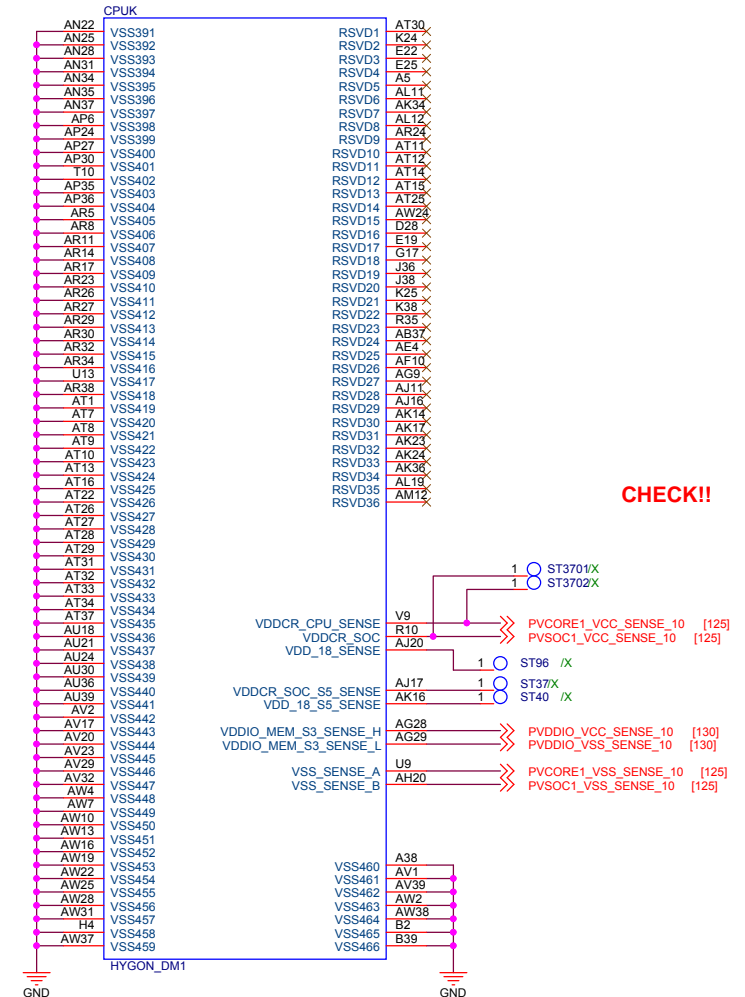 CPUK
AN22 VSS391 RSVD1 AT30
AN25 VSS392 RSVD2 K24
AN28 VSS393 RSVD3 E22
AN31 VSS394 RSVD4 E25
AN34 VSS395 RSVD5 A5
AN35 VSS396 RSVD6 AL11
AN37 VSS397 RSVD7 AK34
AP6 VSS398 RSVD8 AL12
AP24 VSS399 RSVD9 AR24
AP27 VSS400 RSVD10 AT11
AP30 VSS401 RSVD11 AT12
T10 VSS402 RSVD12 AT14
AP35 VSS403 RSVD13 AT15
AP36 VSS404 RSVD14 AT25
AR5 VSS405 RSVD15 AW24
AR8 VSS406 RSVD16 D28
AR11 VSS407 RSVD17 E19
AR14 VSS408 RSVD18 G17
AR17 VSS409 RSVD19 J36
AR23 VSS410 RSVD20 J38
AR26 VSS411 RSVD21 K25
AR27 VSS412 RSVD22 K38
AR29 VSS413 RSVD23 R35
AR30 VSS414 RSVD24 AB37
AR32 VSS415 RSVD25 AE4
AR34 VSS416 RSVD26 AF10
U13 VSS417 RSVD27 AG9
AR38 VSS418 RSVD28 AJ11
AT1 VSS419 RSVD29 AJ16
AT7 VSS420 RSVD30 AK14
AT8 VSS421 RSVD31 AK17
AT9 VSS422 RSVD32 AK23
AT10 VSS423 RSVD33 AK24
AT13 VSS424 RSVD34 AK36
AT16 VSS425 RSVD35 AL19
AT22 VSS426 RSVD36 AM12
CHECK!!
AT26 VSS427
AT27 VSS428
AT28 VSS429
AT29 VSS430
AT31 VSS431 1 ST3701/X
AT32 VSS432 1 ST3702/X
AT33 VSS433
AT34 VSS434
AT37 VSS435 VDDCR_CPU_SENSE V9 PVCORE1_VCC_SENSE_10 [125]
AU18 VSS436 VDDCR_SOC R10 PVSOC1_VCC_SENSE_10 [125]
AU21 VSS437 VDD_18_SENSE AJ20
AU24 VSS438 1 ST96 /X
AU30 VSS439
AU36 VSS440 VDDCR_SOC_S5_SENSE AJ17 1 ST37/X
AU39 VSS441 VDD_18_S5_SENSE AK16 1 ST40 /X
AV2 VSS442
AV17 VSS443 VDDIO_MEM_S3_SENSE_H AG28 PVDDIO_VCC_SENSE_10 [130]
AV20 VSS444 VDDIO_MEM_S3_SENSE_L AG29 PVDDIO_VSS_SENSE_10 [130]
AV23 VSS445
AV29 VSS446 VSS_SENSE_A U9 PVCORE1_VSS_SENSE_10 [125]
AV32 VSS447 VSS_SENSE_B AH20 PVSOC1_VSS_SENSE_10 [125]
AW4 VSS448
AW7 VSS449
AW10 VSS450
AW13 VSS451
AW16 VSS452
AW19 VSS453 VSS460 A38
AW22 VSS454 VSS461 AV1
AW25 VSS455 VSS462 AV39
AW28 VSS456 VSS463 AW2
AW31 VSS457 VSS464 AW38
H4 VSS458 VSS465 B2
AW37 VSS459 VSS466 B39
HYGON_DM1
GND GND